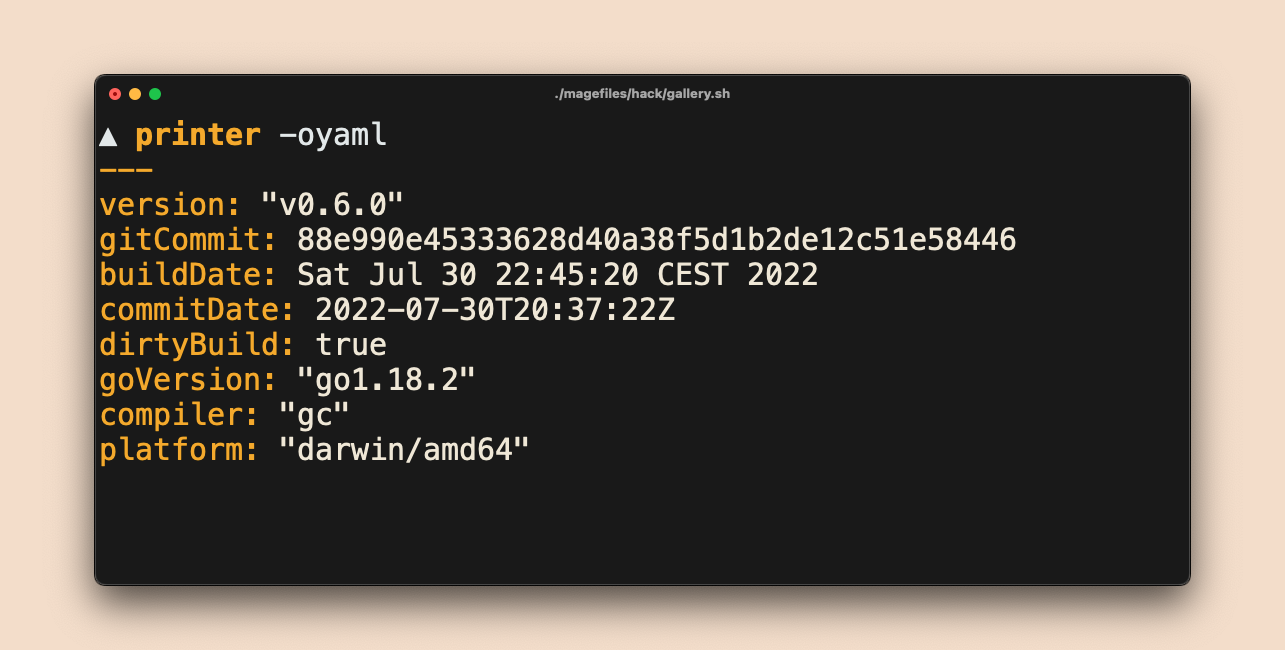 ./magefiles/hack/gallery.sh
▲ printer -oyaml
---
version: "v0.6.0"
gitCommit: 88e990e45333628d40a38f5d1b2de12c51e58446
buildDate: Sat Jul 30 22:45:20 CEST 2022
commitDate: 2022-07-30T20:37:22Z
dirtyBuild: true
goVersion: "go1.18.2"
compiler: "gc"
platform: "darwin/amd64"